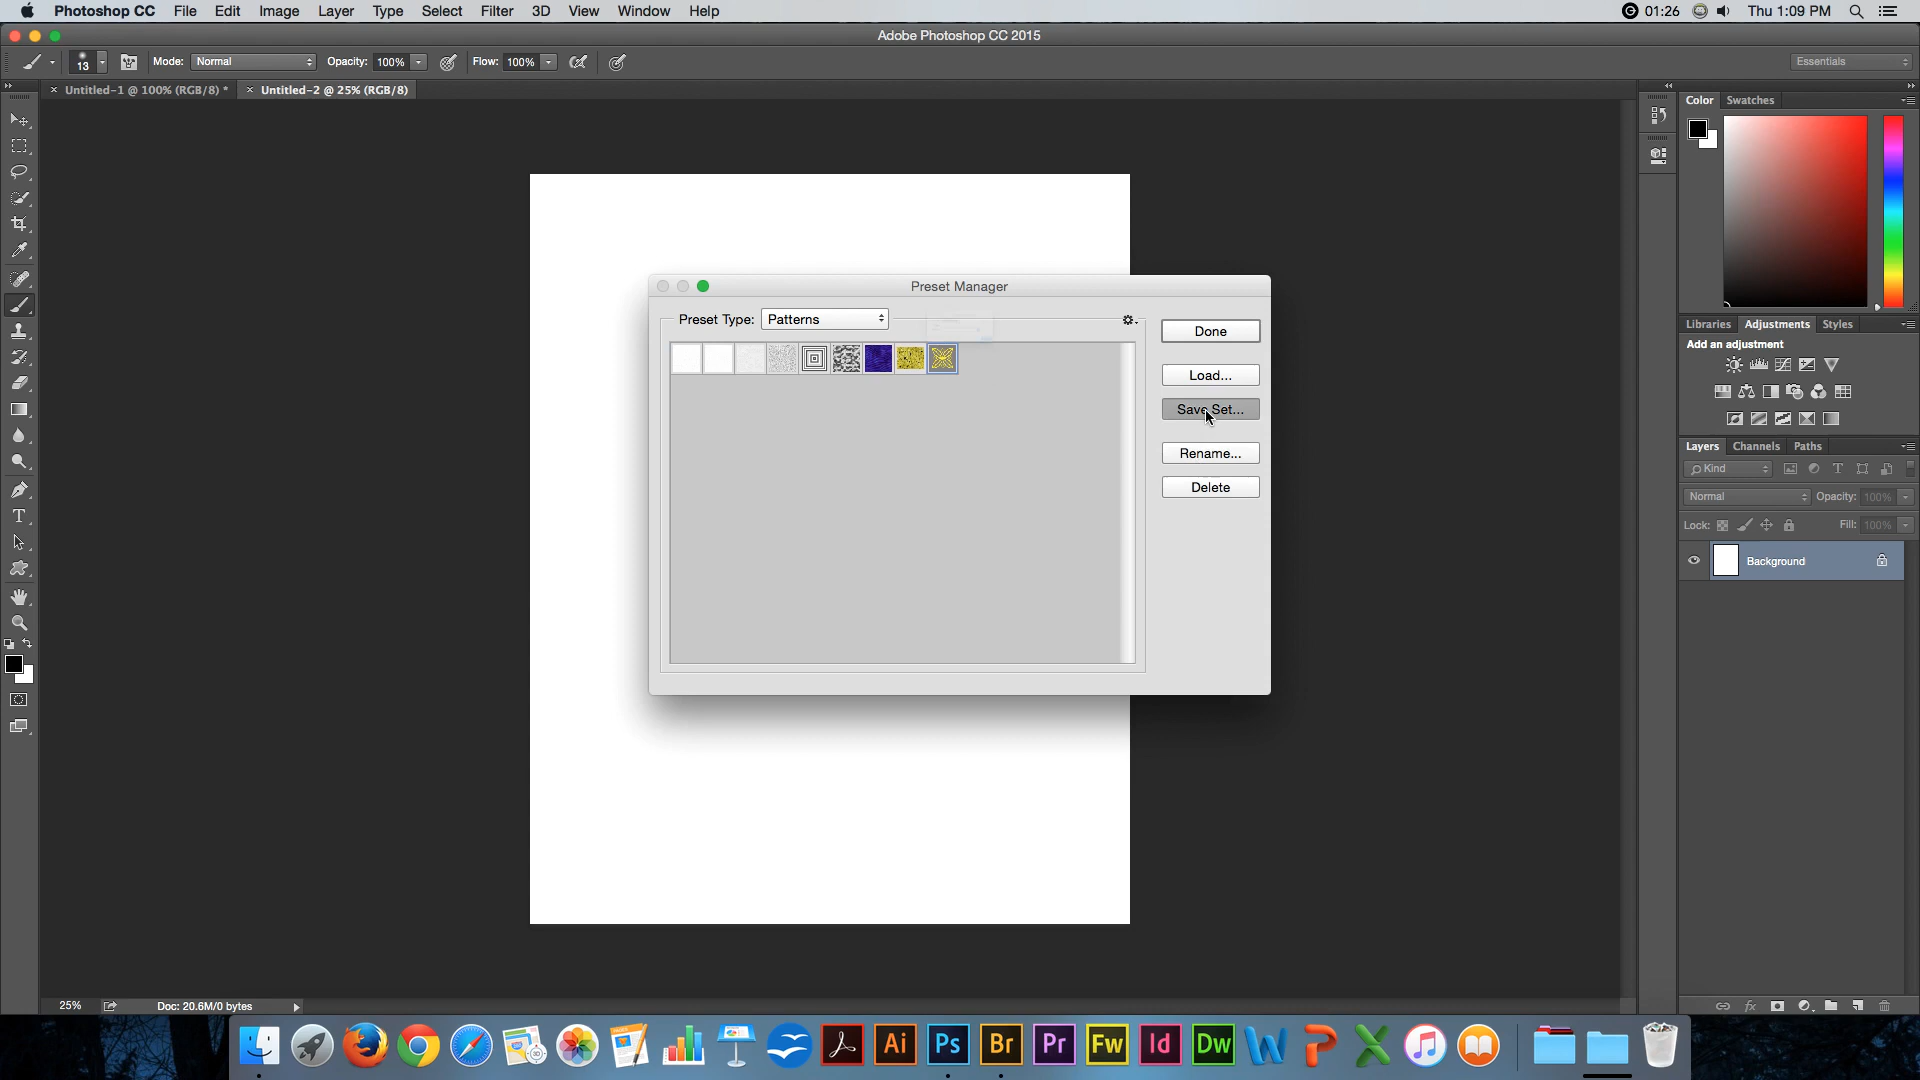 Photoshop CC File Edit Image Layer Type Select Filter 3D View Window Help 01:26 Thu 1:09 PM
Adobe Photoshop CC 2015
13 Mode: Normal Opacity: 100% Flow: 100% Essentials
× Untitled-1 @ 100% (RGB/8) * × Untitled-2 @ 25% (RGB/8)
Color Swatches
Preset Manager
Preset Type: Patterns
Done
Load...
Save Set...
Rename...
Delete
Libraries Adjustments Styles
Add an adjustment
Layers Channels Paths
Kind T
Normal Opacity: 100%
Lock: Fill: 100%
Background
T
25% Doc: 20.6M/0 bytes
fx
Ai Ps Br Pr Fw Id Dw W P X
3D